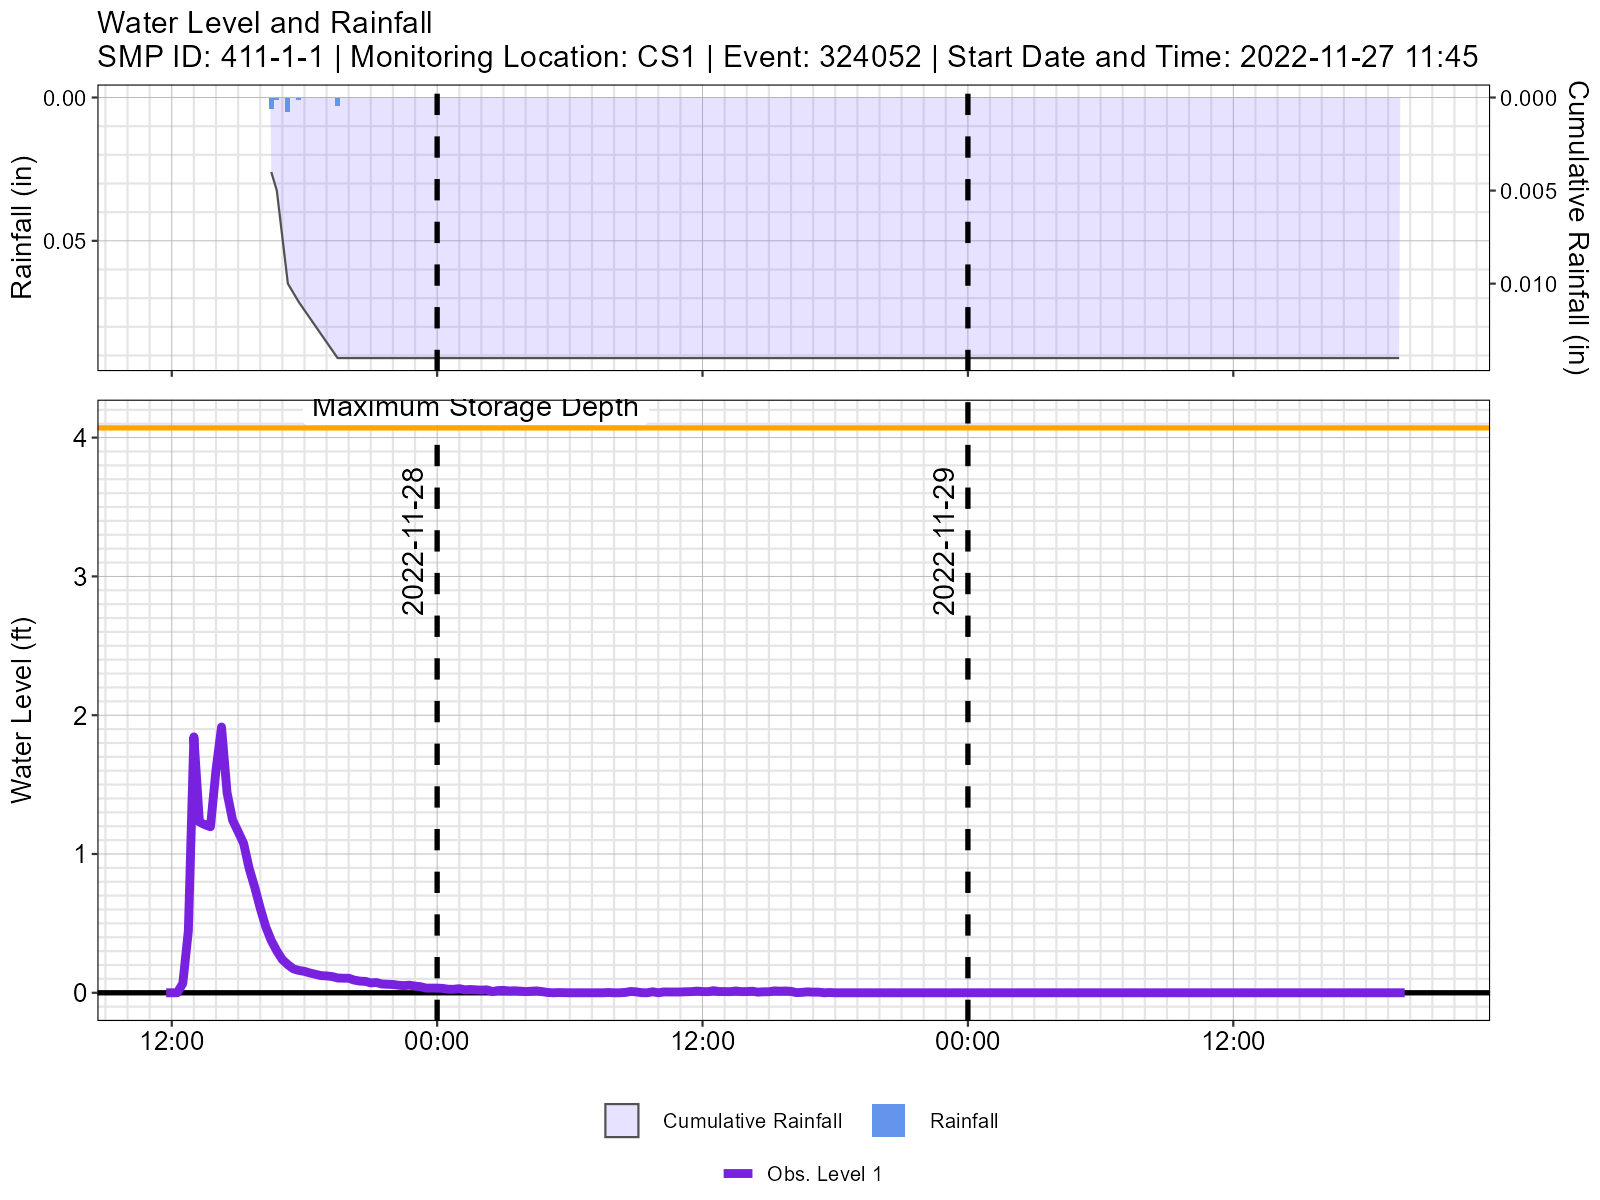 Water Level and Rainfall
SMP ID: 411-1-1 | Monitoring Location: CS1 | Event: 324052 | Start Date and Time: 2022-11-27 11:45
Rainfall (in)
0.00
0.05
0.000
0.005
0.010
Cumulative Rainfall (in)
Maximum Storage Depth
Water Level (ft)
4
3
2
1
0
2022-11-28
2022-11-29
12:00
00:00
12:00
00:00
12:00
Cumulative Rainfall
Rainfall
Obs. Level 1